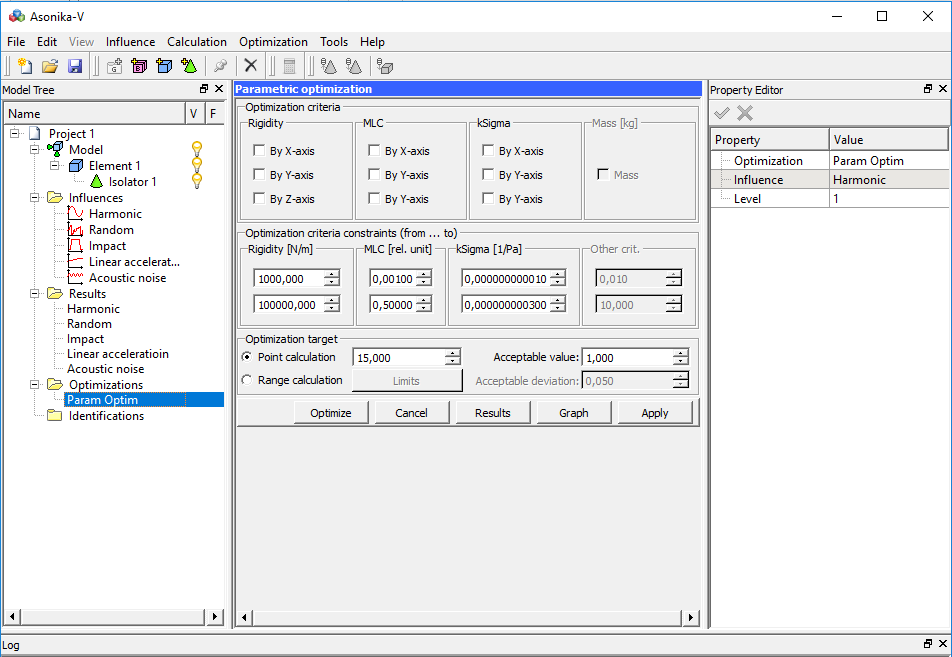 Asonika-V
File Edit View Influence Calculation Optimization Tools Help
Model Tree
Name V F
Project 1
Model
Element 1
Isolator 1
Influences
Harmonic
Random
Impact
Linear accelerat...
Acoustic noise
Results
Harmonic
Random
Impact
Linear acceleratioin
Acoustic noise
Optimizations
Param Optim
Identifications
Parametric optimization
Optimization criteria
Rigidity MLC kSigma Mass [kg]
By X-axis By X-axis By X-axis
By Y-axis By Y-axis By Y-axis Mass
By Z-axis By Y-axis By Y-axis
Optimization criteria constraints (from ... to)
Rigidity [N/m] MLC [rel. unit] kSigma [1/Pa] Other crit.
1000,000 0,00100 0,000000000010 0,010
100000,000 0,50000 0,000000000300 10,000
Optimization target
Point calculation 15,000 Acceptable value: 1,000
Range calculation Limits Acceptable deviation: 0,050
Optimize Cancel Results Graph Apply
Property Editor
Property Value
Optimization Param Optim
Influence Harmonic
Level 1
Log